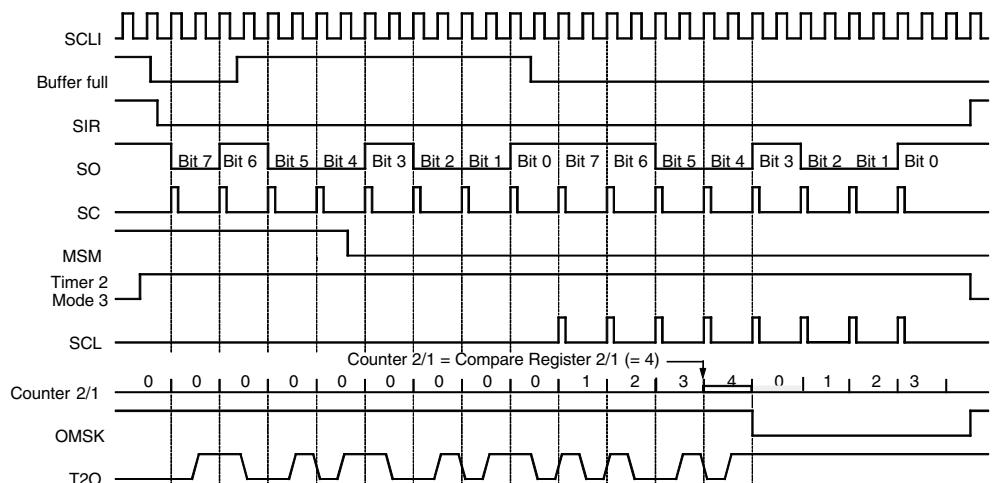 SCLI
Buffer full
SIR
SO
Bit 7 Bit 6 Bit 5 Bit 4 Bit 3 Bit 2 Bit 1 Bit 0 Bit 7 Bit 6 Bit 5 Bit 4 Bit 3 Bit 2 Bit 1 Bit 0
SC
MSM
Timer 2
Mode 3
SCL
Counter 2/1 = Compare Register 2/1 (= 4)
0 0 0 0 0 0 0 0 0 1 2 3 4 0 1 2 3
Counter 2/1
OMSK
T2O